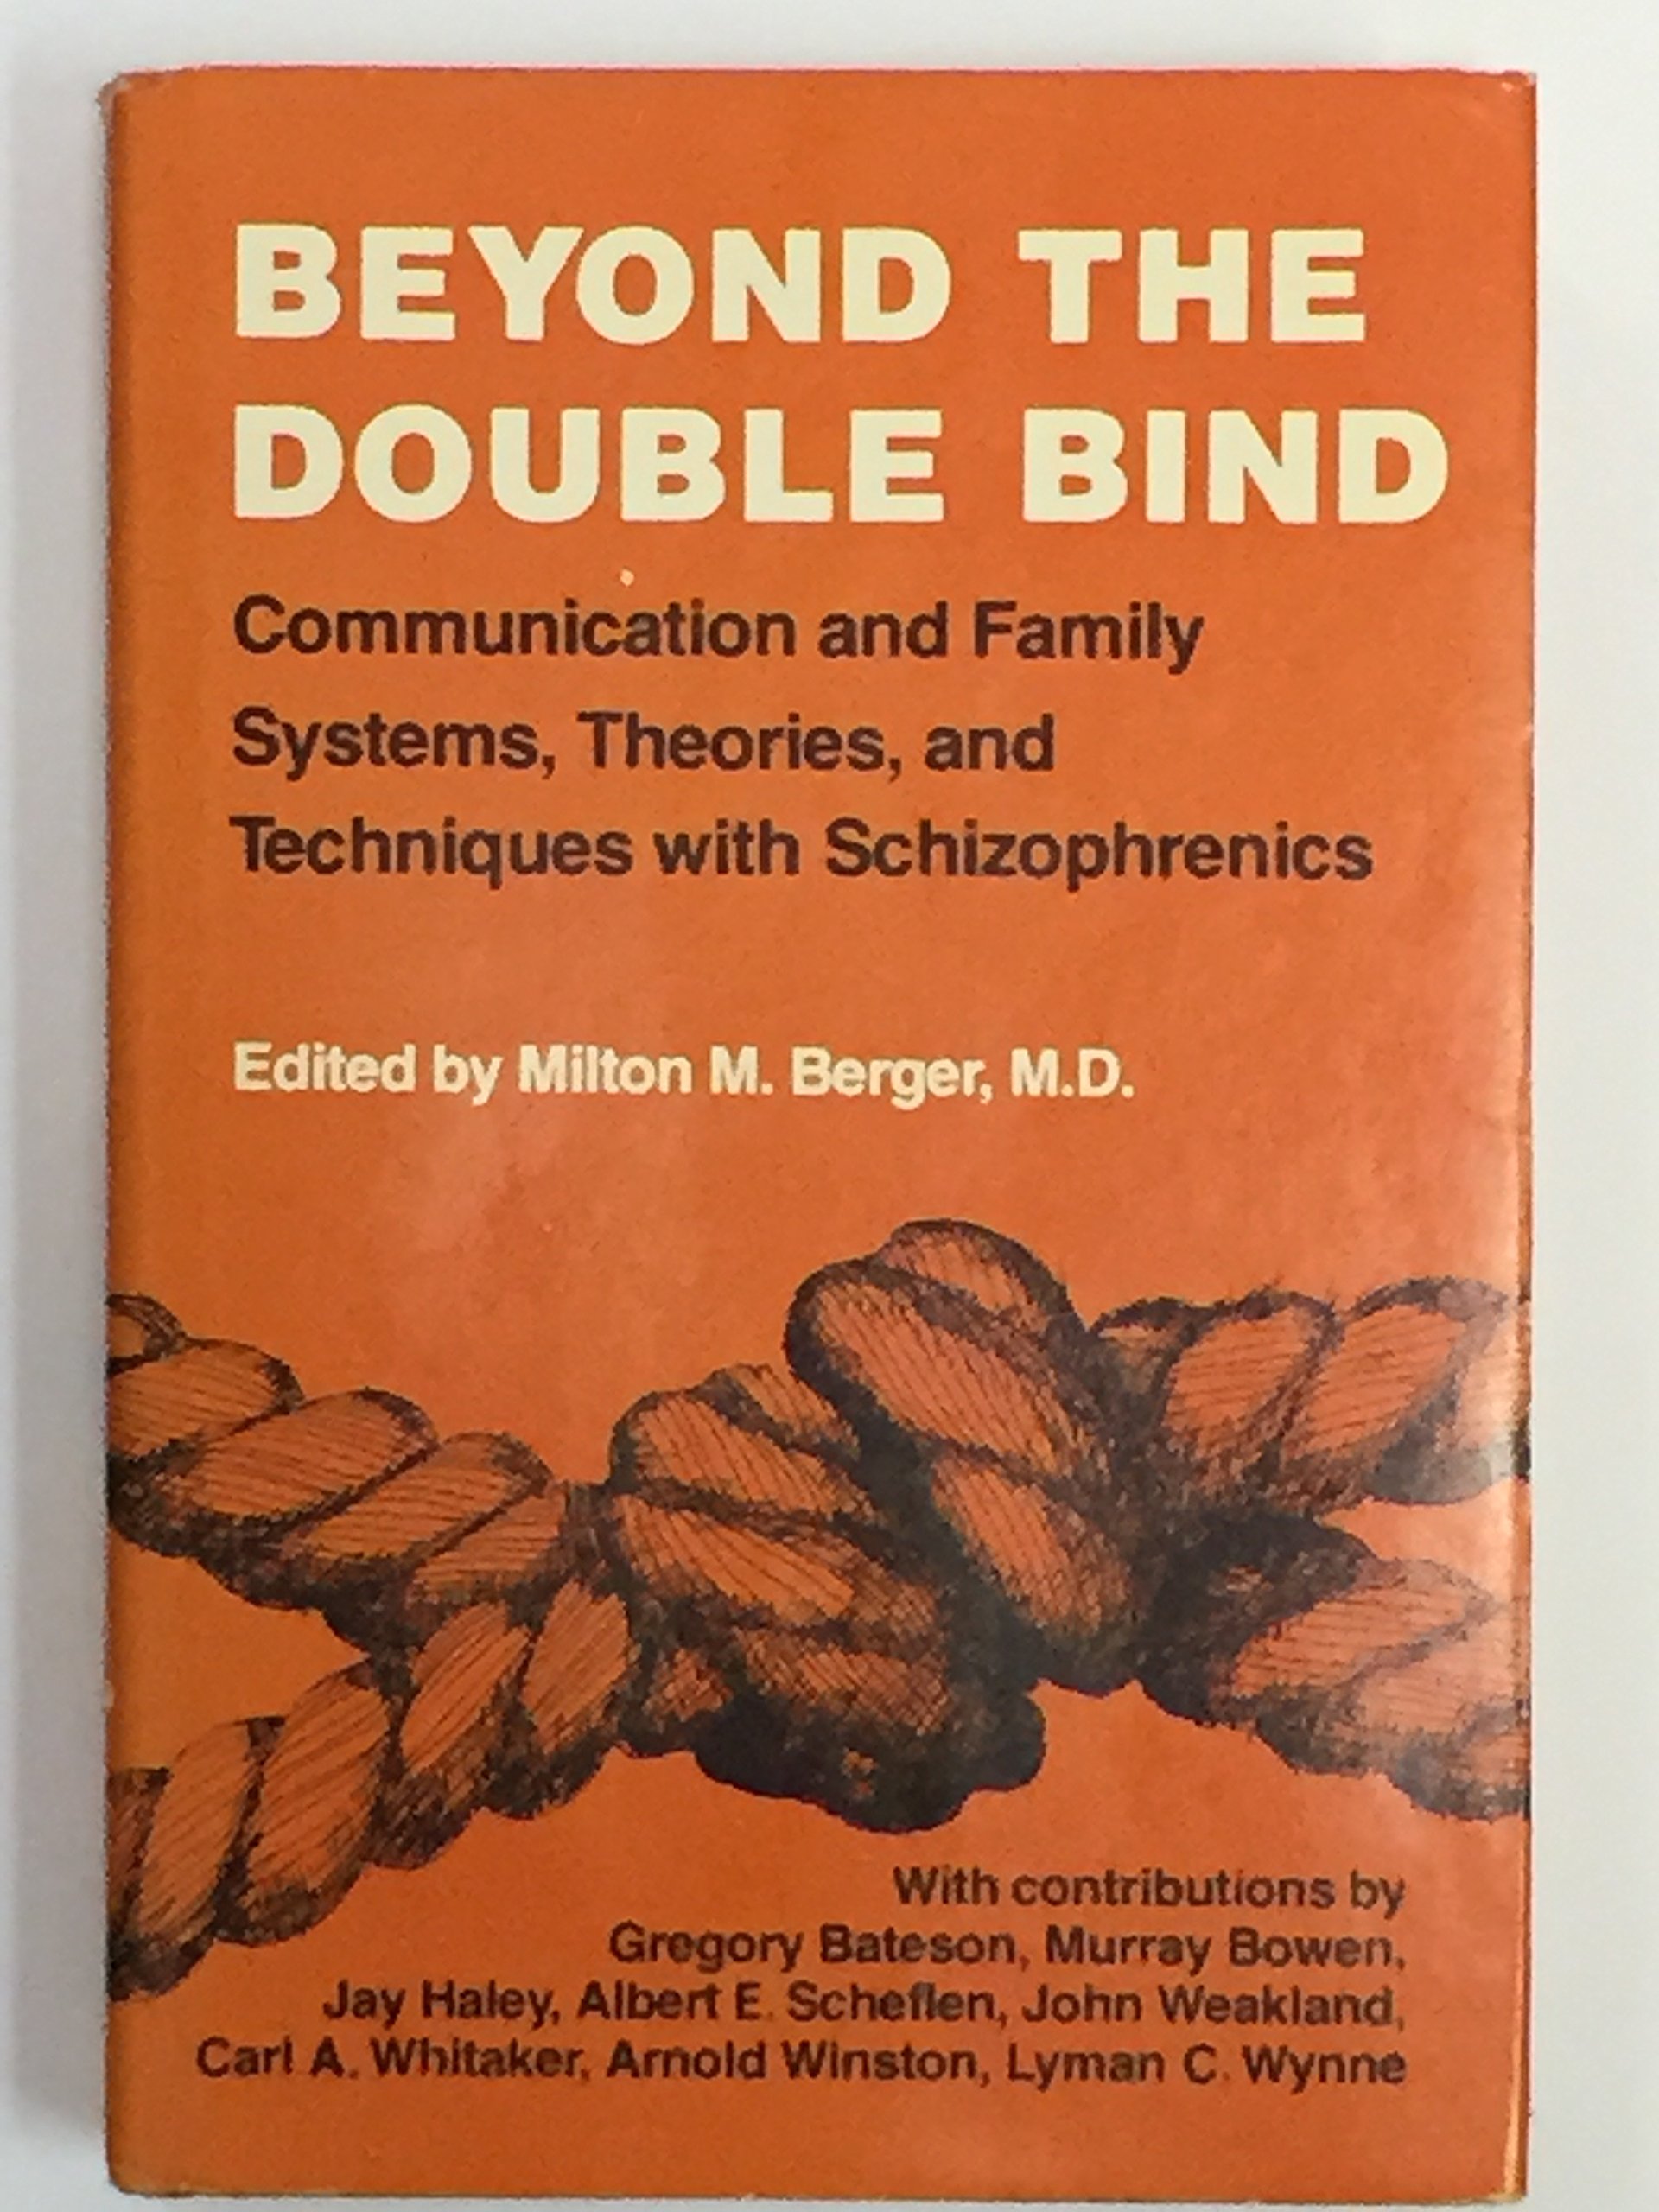 BEYOND THE
DOUBLE BIND
Communication and Family
Systems, Theories, and
Techniques with Schizophrenics
Edited by Milton M. Berger, M.D.
With contributions by
Gregory Bateson, Murray Bowen,
Jay Haley, Albert E. Scheflen, John Weakland,
Carl A. Whitaker, Arnold Winston, Lyman C. Wynne